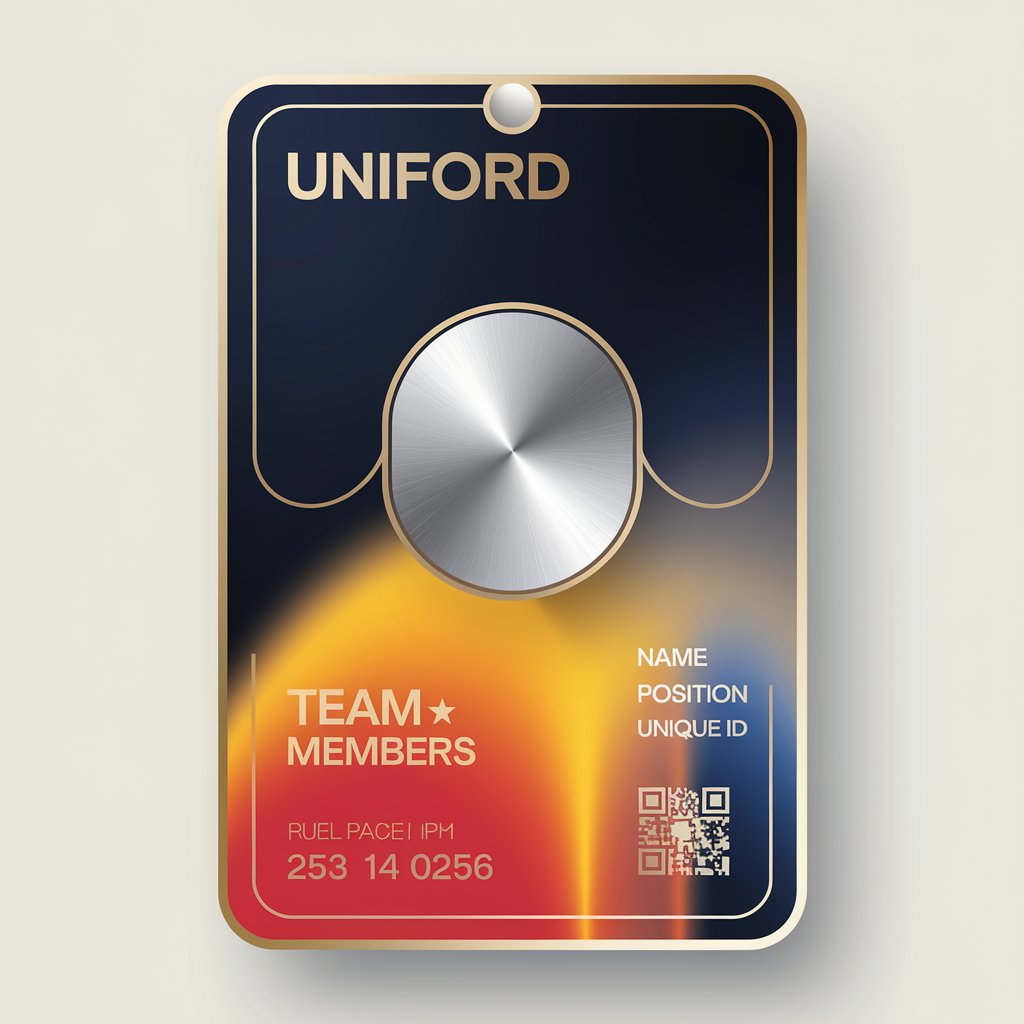 UNIFORD
TEAM ★
MEMBERS
RUEL PACE| IPM
253 14 0256
NAME
POSITION
UNIQUE ID